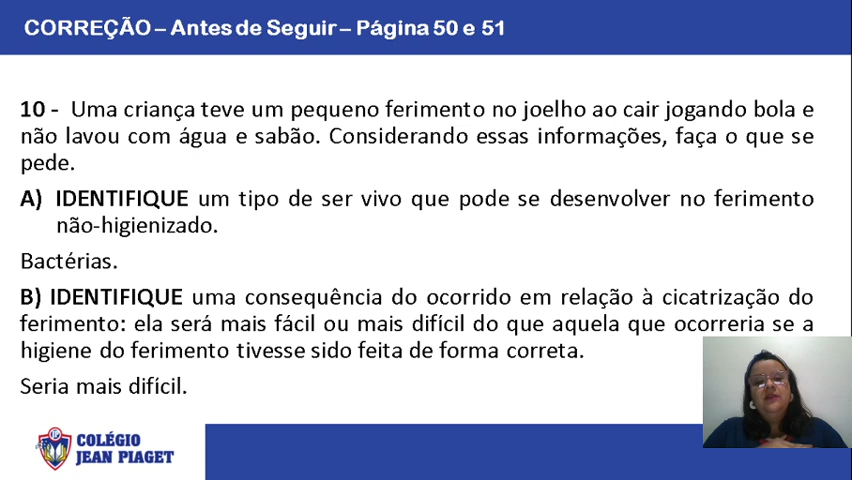 CORREÇÃO – Antes de Seguir – Página 50 e 51
10 - Uma criança teve um pequeno ferimento no joelho ao cair jogando bola e
não lavou com água e sabão. Considerando essas informações, faça o que se
pede.
A) IDENTIFIQUE um tipo de ser vivo que pode se desenvolver no ferimento
não-higienizado.
Bactérias.
B) IDENTIFIQUE uma consequência do ocorrido em relação à cicatrização do
ferimento: ela será mais fácil ou mais difícil do que aquela que ocorreria se a
higiene do ferimento tivesse sido feita de forma correta.
Seria mais difícil.
COLÉGIO
JEAN PIAGET